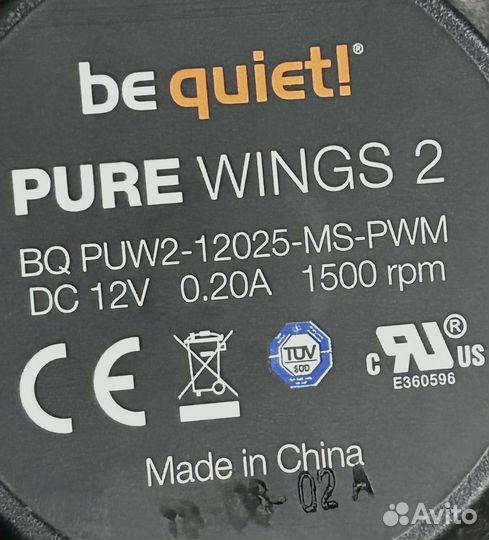 be quiet!®
PURE WINGS 2
BQ PUW2-12025-MS-PWM
DC 12V 0.20A 1500 rpm
CE TÜV SÜD c RU® US
E360596
Made in China
02 A
Avito